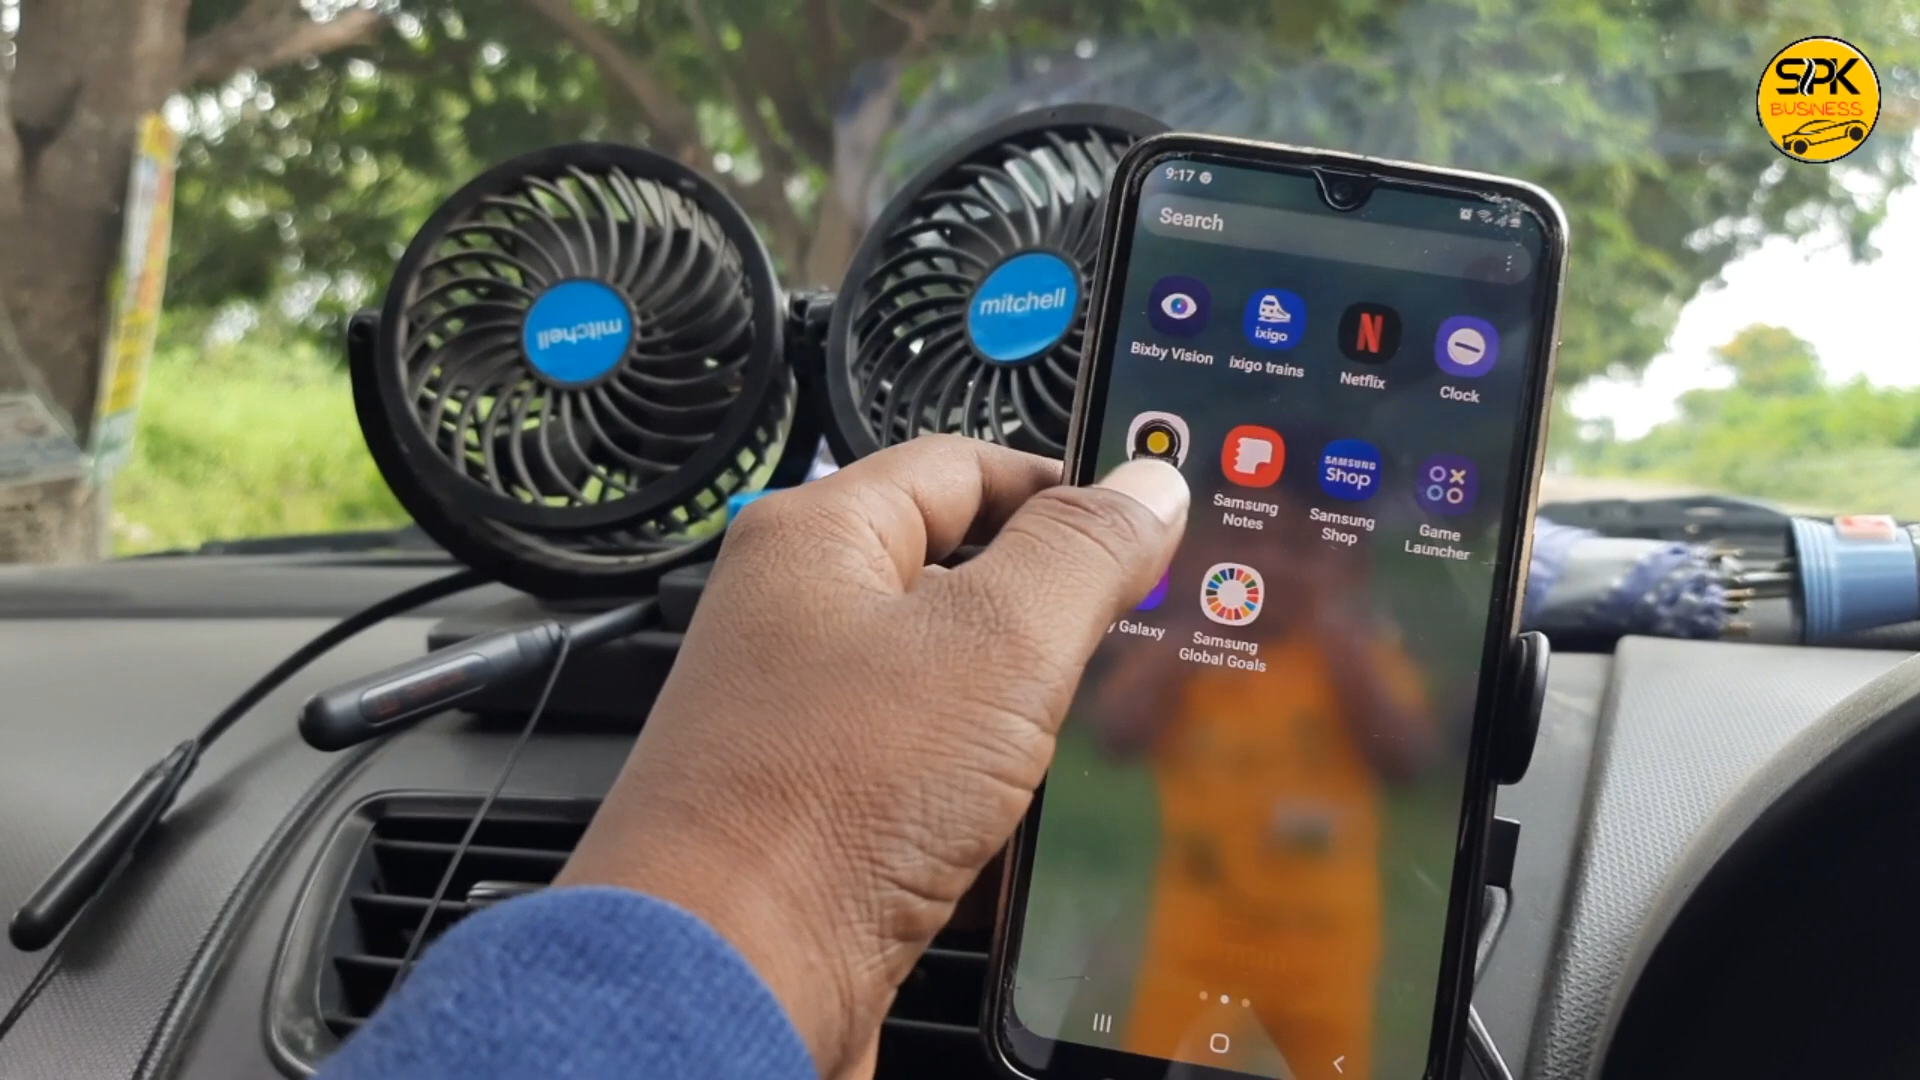 SPK
BUSINESS
mitchell
mitchell
9:17
Search
Bixby Vision
ixigo
ixigo trains
Netflix
Clock
Samsung
Notes
SAMSUNG
Shop
Samsung
Shop
Game
Launcher
y Galaxy
Samsung
Global Goals